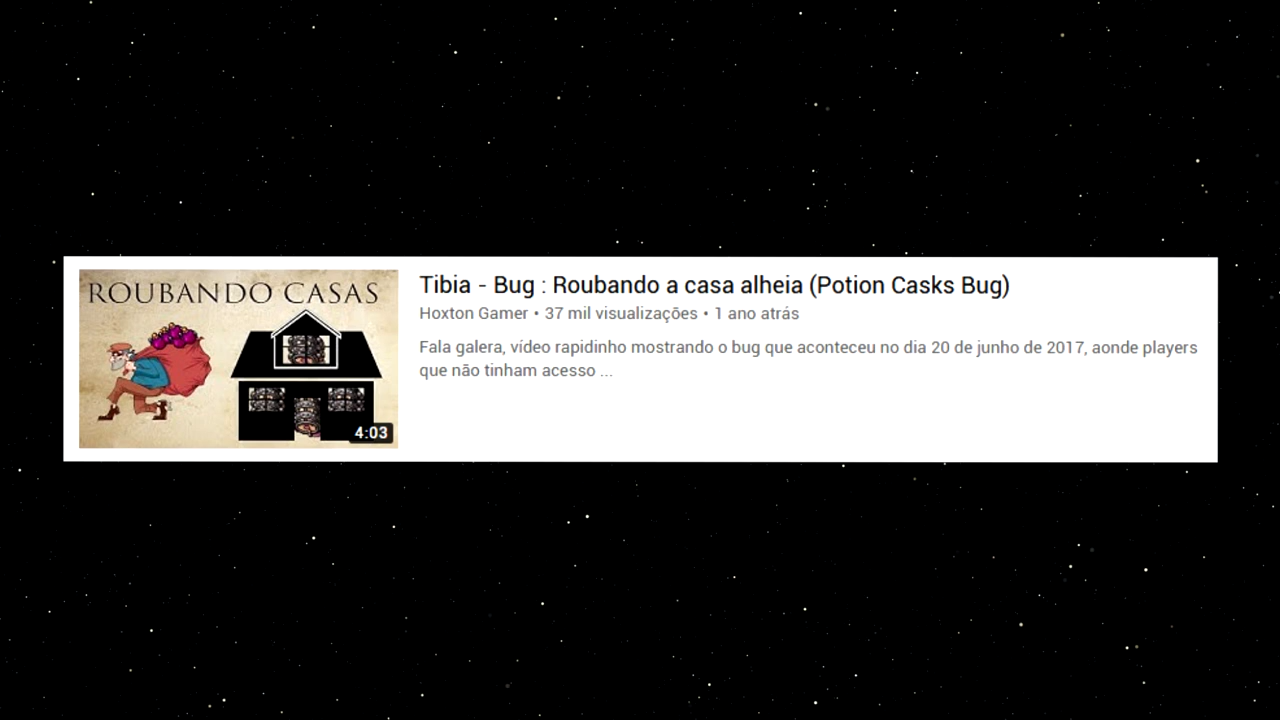 ROUBANDO CASAS
4:03
Tibia - Bug : Roubando a casa alheia (Potion Casks Bug)
Hoxton Gamer • 37 mil visualizações • 1 ano atrás
Fala galera, vídeo rapidinho mostrando o bug que aconteceu no dia 20 de junho de 2017, aonde players
que não tinham acesso ...